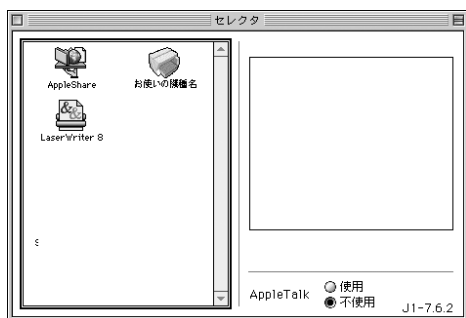 セレクタ
AppleShare
お使いの機種名
LaserWriter 8
AppleTalk
使用
不使用
J1-7.6.2